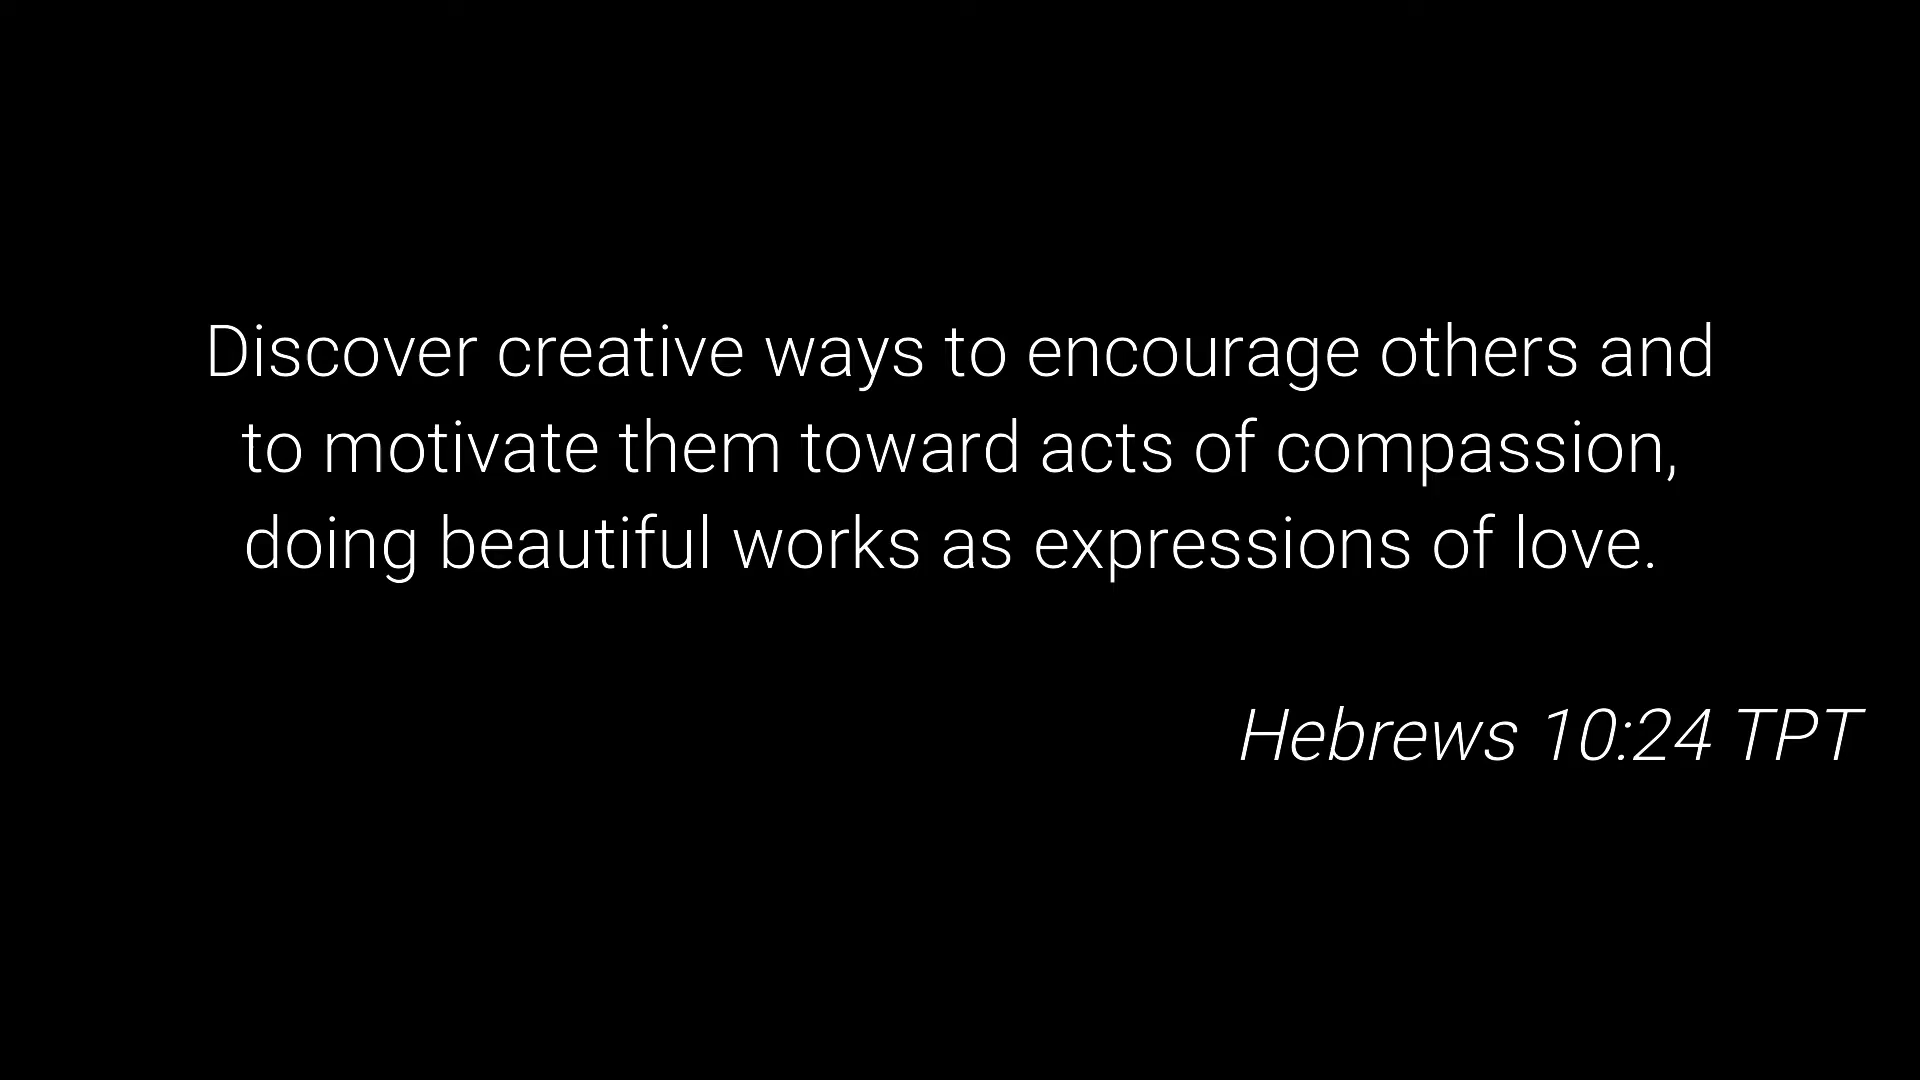 Discover creative ways to encourage others and
to motivate them toward acts of compassion,
doing beautiful works as expressions of love.
Hebrews 10:24 TPT